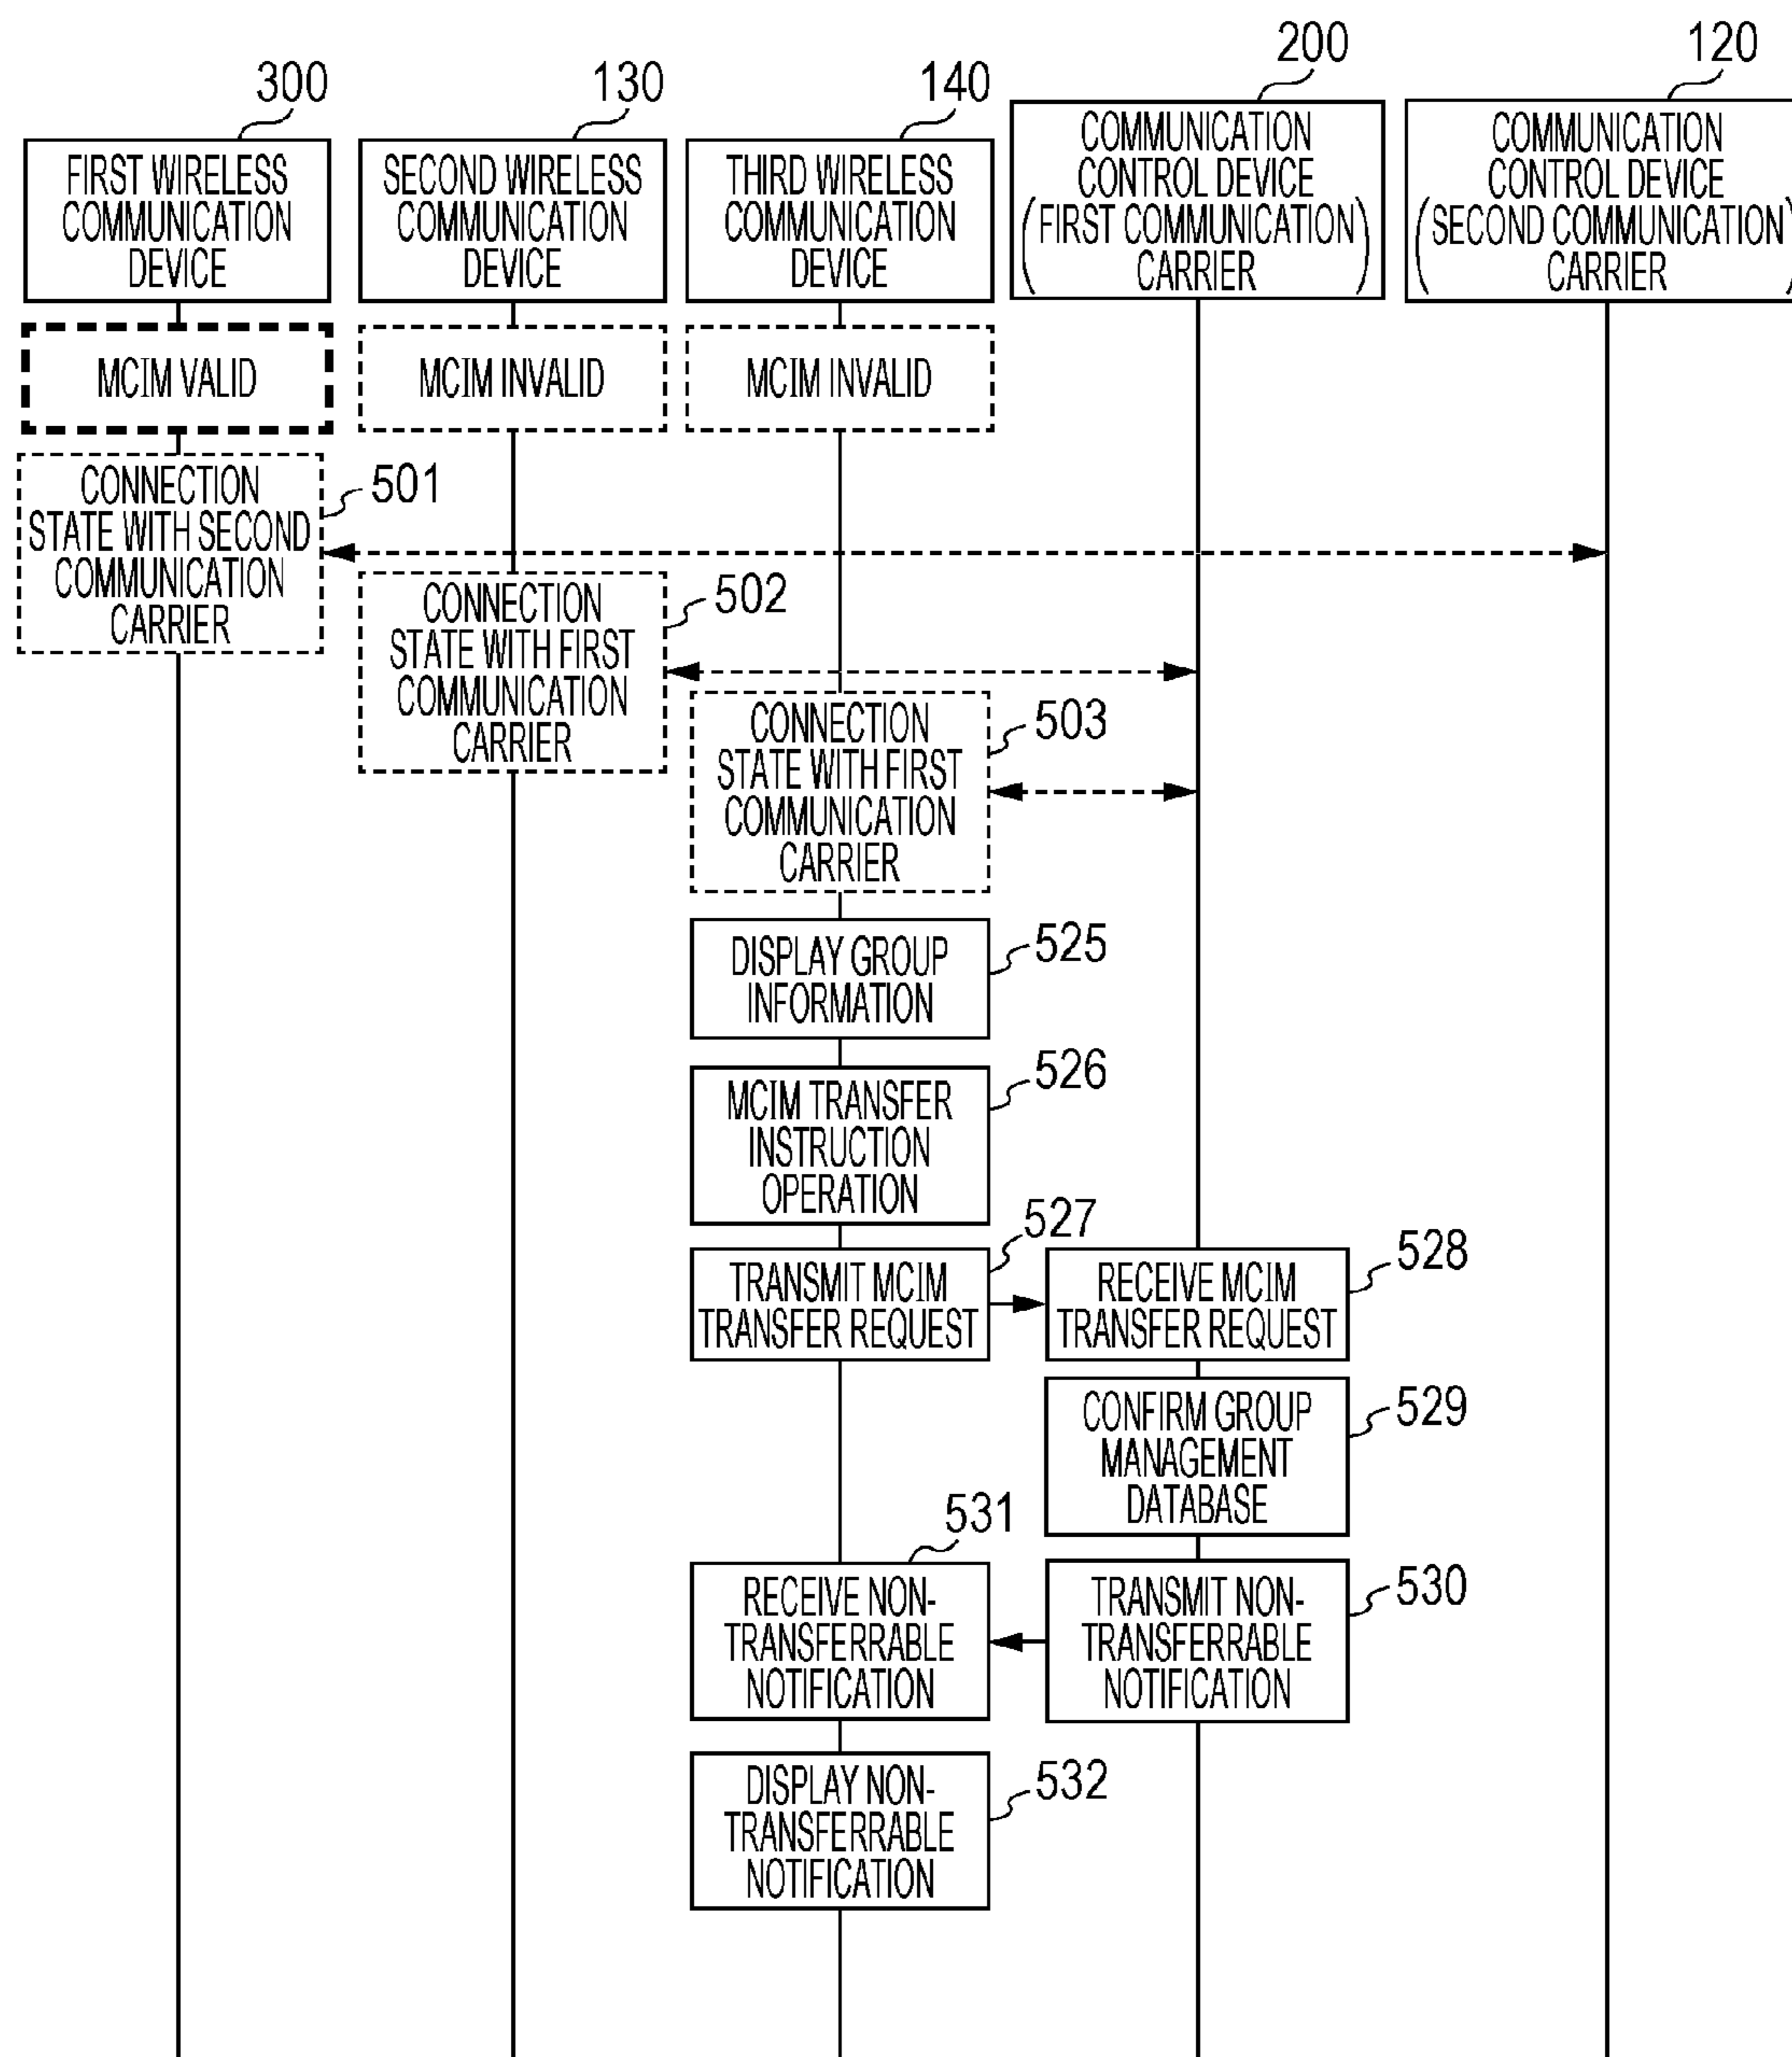 300
130
140
200
120
FIRST WIRELESS
COMMUNICATION
DEVICE
SECOND WIRELESS
COMMUNICATION
DEVICE
THIRD WIRELESS
COMMUNICATION
DEVICE
COMMUNICATION
CONTROL DEVICE
(FIRST COMMUNICATION)
CARRIER
COMMUNICATION
CONTROL DEVICE
(SECOND COMMUNICATION)
CARRIER
MCIM VALID
MCIM INVALID
MCIM INVALID
CONNECTION
STATE WITH SECOND
COMMUNICATION
CARRIER
501
CONNECTION
STATE WITH FIRST
COMMUNICATION
CARRIER
502
CONNECTION
STATE WITH FIRST
COMMUNICATION
CARRIER
503
DISPLAY GROUP
INFORMATION
525
MCIM TRANSFER
INSTRUCTION
OPERATION
526
TRANSMIT MCIM
TRANSFER REQUEST
527
RECEIVE MCIM
TRANSFER REQUEST
528
CONFIRM GROUP
MANAGEMENT
DATABASE
529
TRANSMIT NON-
TRANSFERRABLE
NOTIFICATION
530
RECEIVE NON-
TRANSFERRABLE
NOTIFICATION
531
DISPLAY NON-
TRANSFERRABLE
NOTIFICATION
532